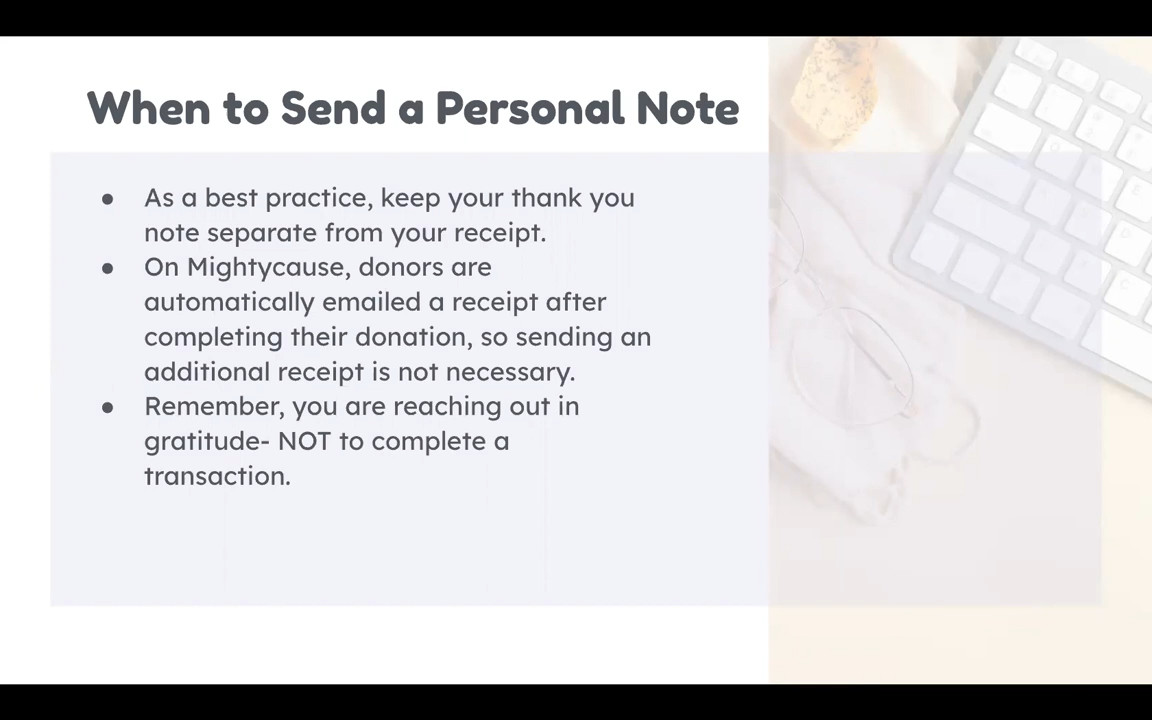 When to Send a Personal Note
● As a best practice, keep your thank you
note separate from your receipt.
● On Mightycause, donors are
automatically emailed a receipt after
completing their donation, so sending an
additional receipt is not necessary.
● Remember, you are reaching out in
gratitude- NOT to complete a
transaction.